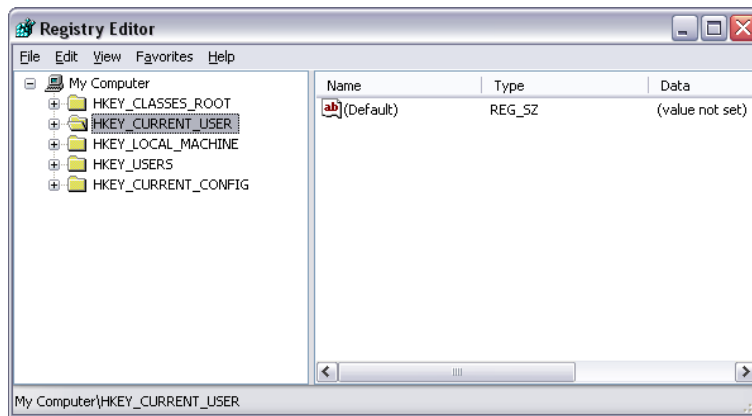 Registry Editor
File Edit View Favorites Help
My Computer
HKEY_CLASSES_ROOT
HKEY_CURRENT_USER
HKEY_LOCAL_MACHINE
HKEY_USERS
HKEY_CURRENT_CONFIG
Name Type Data
ab (Default) REG_SZ (value not set)
My Computer\HKEY_CURRENT_USER